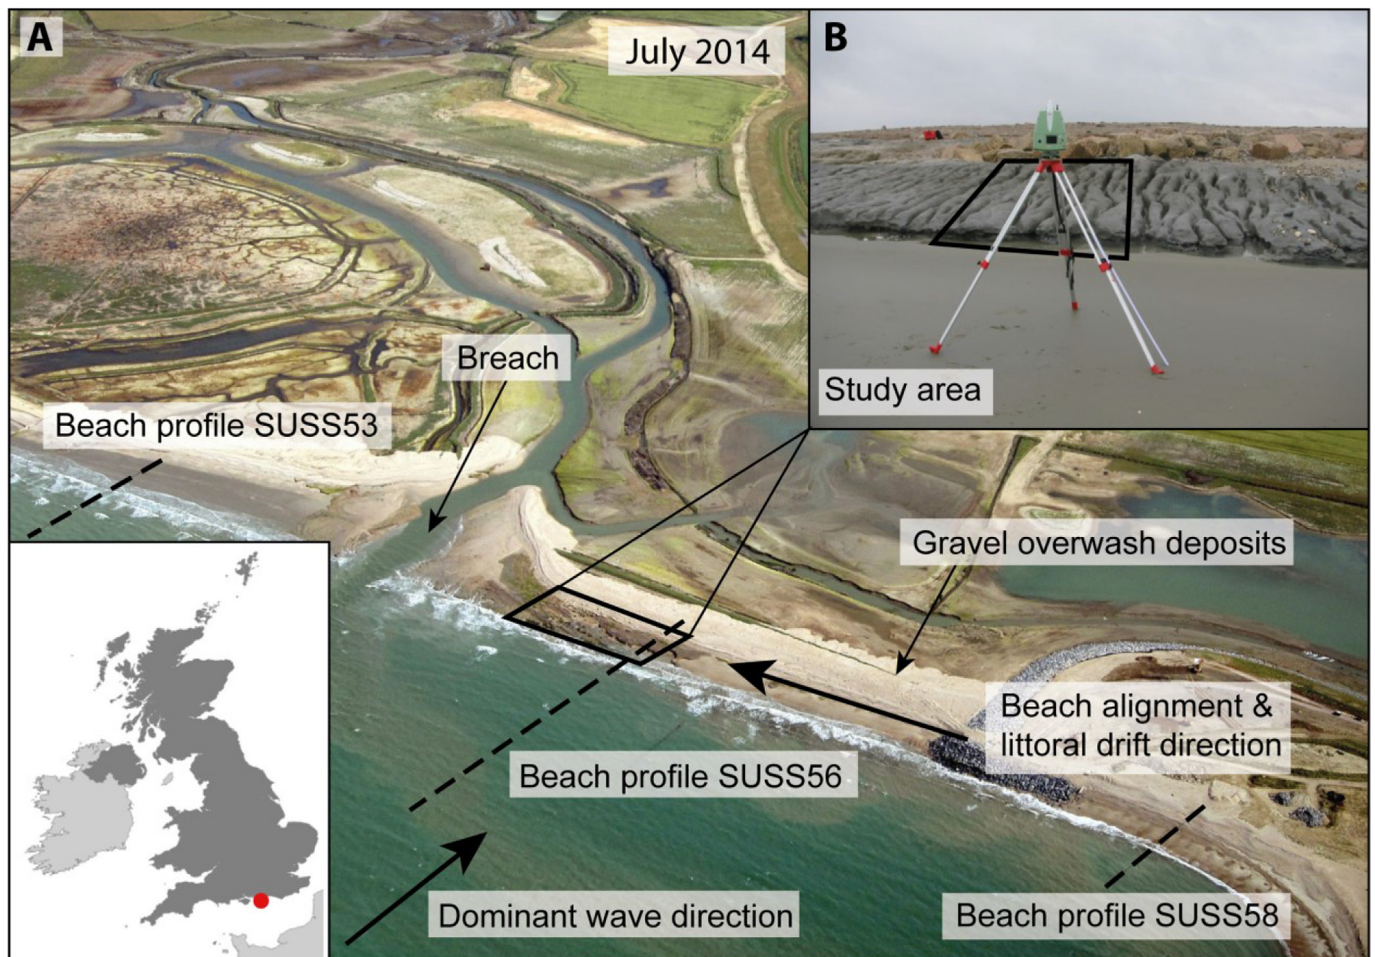 A
July 2014
B
Study area
Breach
Beach profile SUSS53
Gravel overwash deposits
Beach alignment &
littoral drift direction
Beach profile SUSS56
Dominant wave direction
Beach profile SUSS58